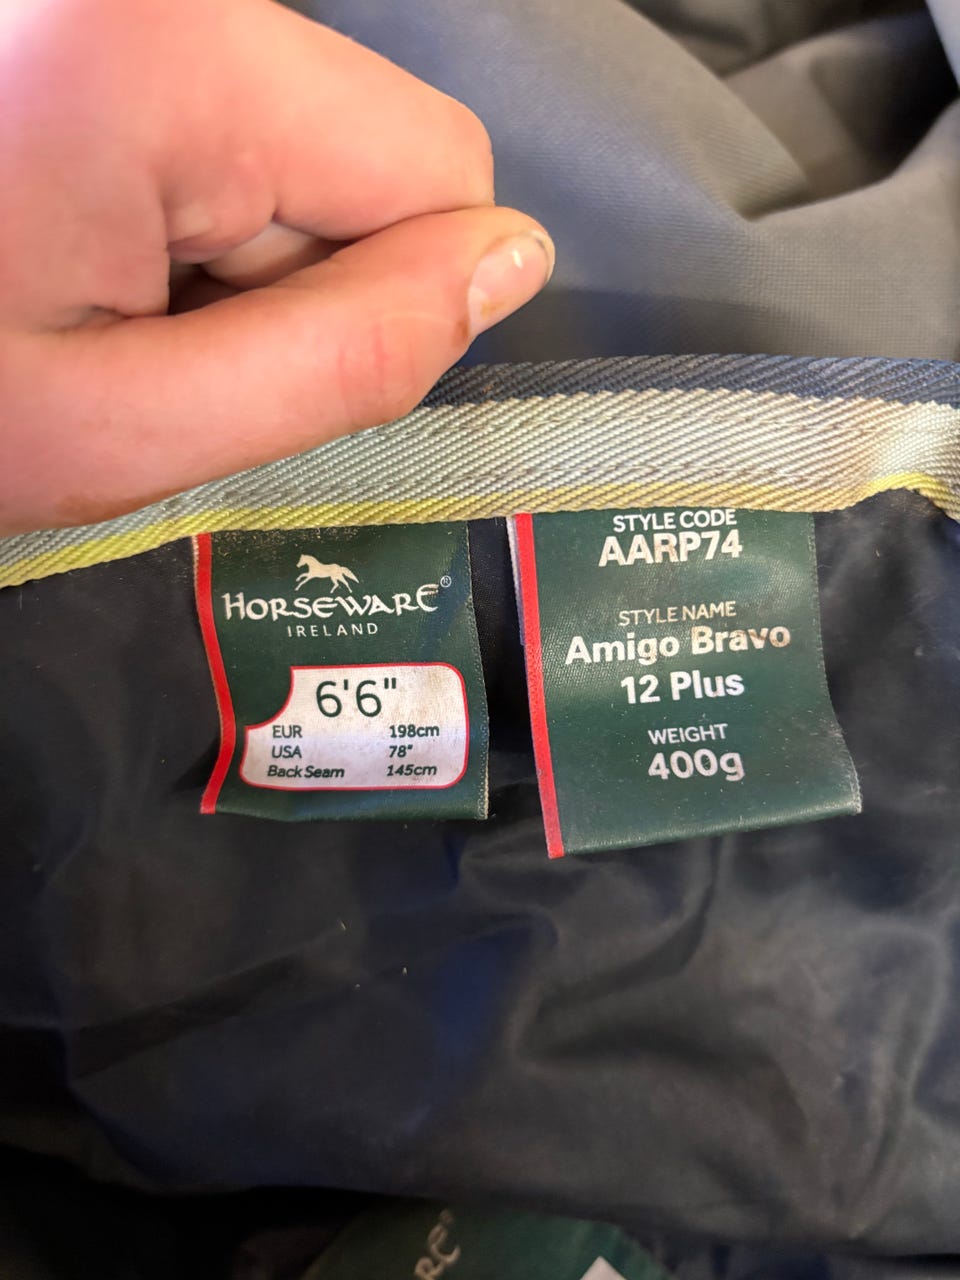 HORSEWARE®
IRELAND
6'6"
EUR 198cm
USA 78"
Back Seam 145cm
STYLE CODE
AARP74
STYLE NAME
Amigo Bravo
12 Plus
WEIGHT
400g